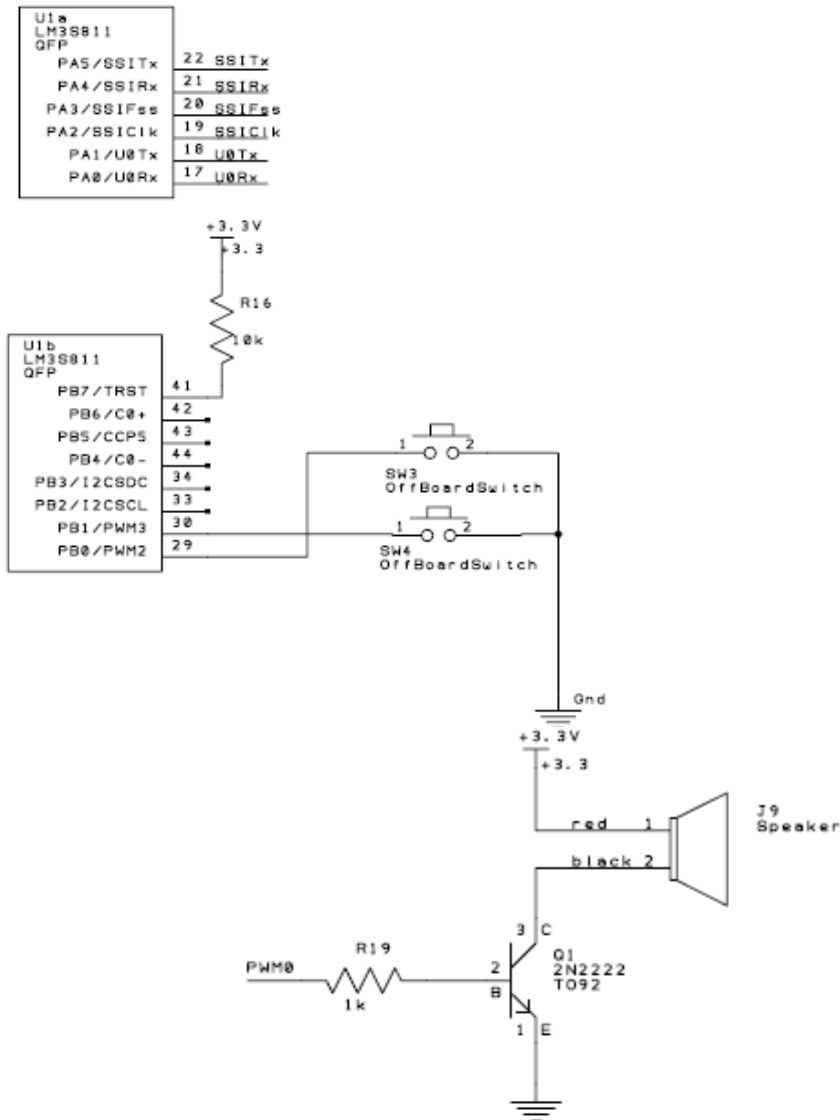 U1a
LM3S811
QFP
PA5/SSITx 22 SSITx
PA4/SSIRx 21 SSIRx
PA3/SSIFss 20 SSIFss
PA2/SSIClk 19 SSIClk
PA1/U0Tx 18 U0Tx
PA0/U0Rx 17 U0Rx
+3.3V
+3.3
R16
10k
U1b
LM3S811
QFP
PB7/TRST 41
PB6/C0+ 42
PB5/CCP5 43
PB4/C0- 44
PB3/I2CSDC 34
PB2/I2CSCL 33
PB1/PWM3 30
PB0/PWM2 29
1 2
SW3
OffBoardSwitch
1 2
SW4
OffBoardSwitch
Gnd
+3.3V
+3.3
red 1
black 2
J9
Speaker
3 C
R19
PWM0
1k
2
B
Q1
2N2222
TO92
1 E